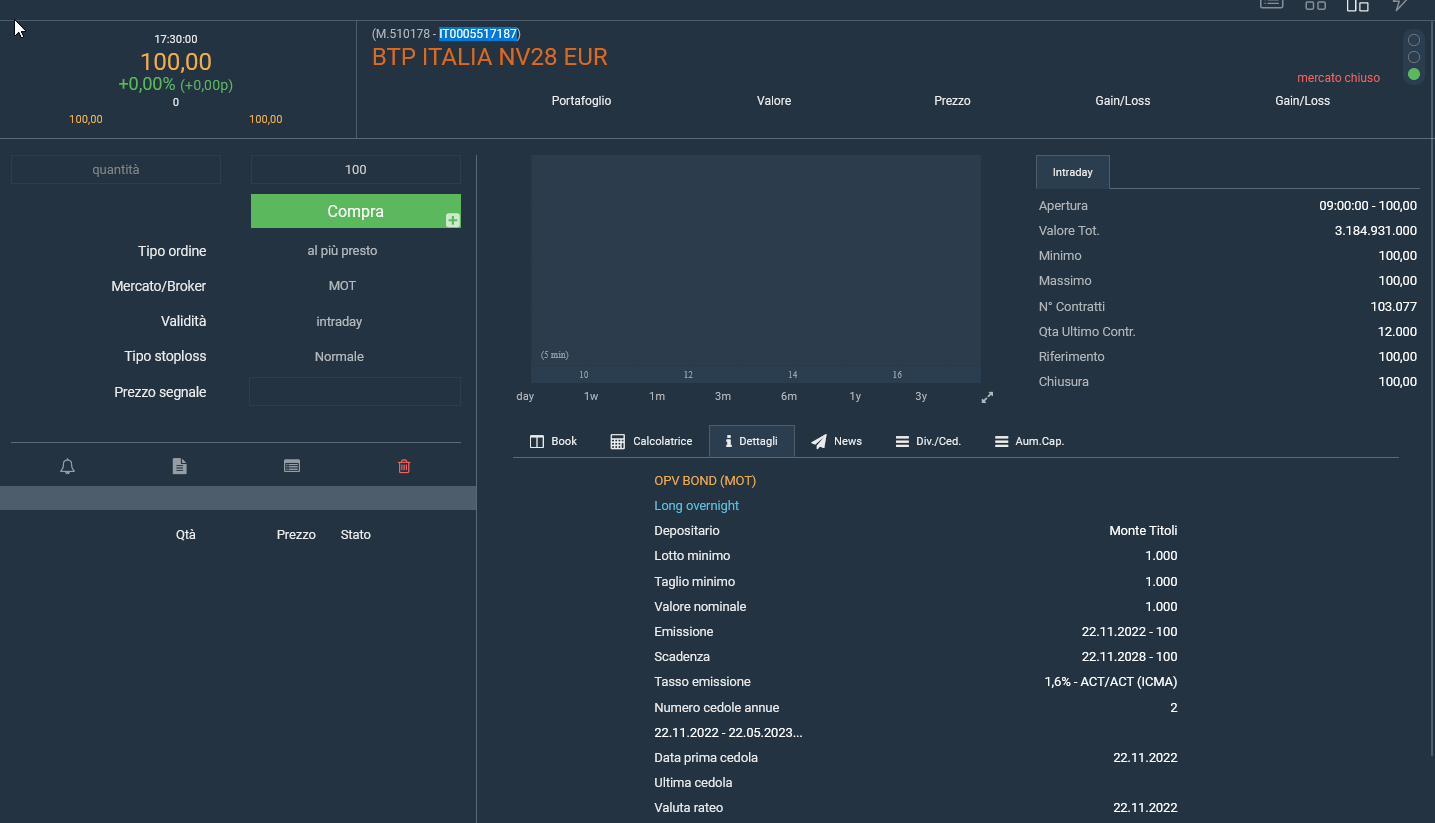 17:30:00
100,00
+0,00% (+0,00p)
0
100,00 100,00
(M.510178 - IT0005517187)
BTP ITALIA NV28 EUR
mercato chiuso
Portafoglio Valore Prezzo Gain/Loss Gain/Loss
quantità 100
Compra
Tipo ordine al più presto
Mercato/Broker MOT
Validità intraday
Tipo stoploss Normale
Prezzo segnale
Qtà Prezzo Stato
(5 min)
10 12 14 16
day 1w 1m 3m 6m 1y 3y
Intraday
Apertura 09:00:00 - 100,00
Valore Tot. 3.184.931.000
Minimo 100,00
Massimo 100,00
N° Contratti 103.077
Qta Ultimo Contr. 12.000
Riferimento 100,00
Chiusura 100,00
Book Calcolatrice Dettagli News Div./Ced. Aum.Cap.
OPV BOND (MOT)
Long overnight
Depositario Monte Titoli
Lotto minimo 1.000
Taglio minimo 1.000
Valore nominale 1.000
Emissione 22.11.2022 - 100
Scadenza 22.11.2028 - 100
Tasso emissione 1,6% - ACT/ACT (ICMA)
Numero cedole annue 2
22.11.2022 - 22.05.2023...
Data prima cedola 22.11.2022
Ultima cedola
Valuta rateo 22.11.2022